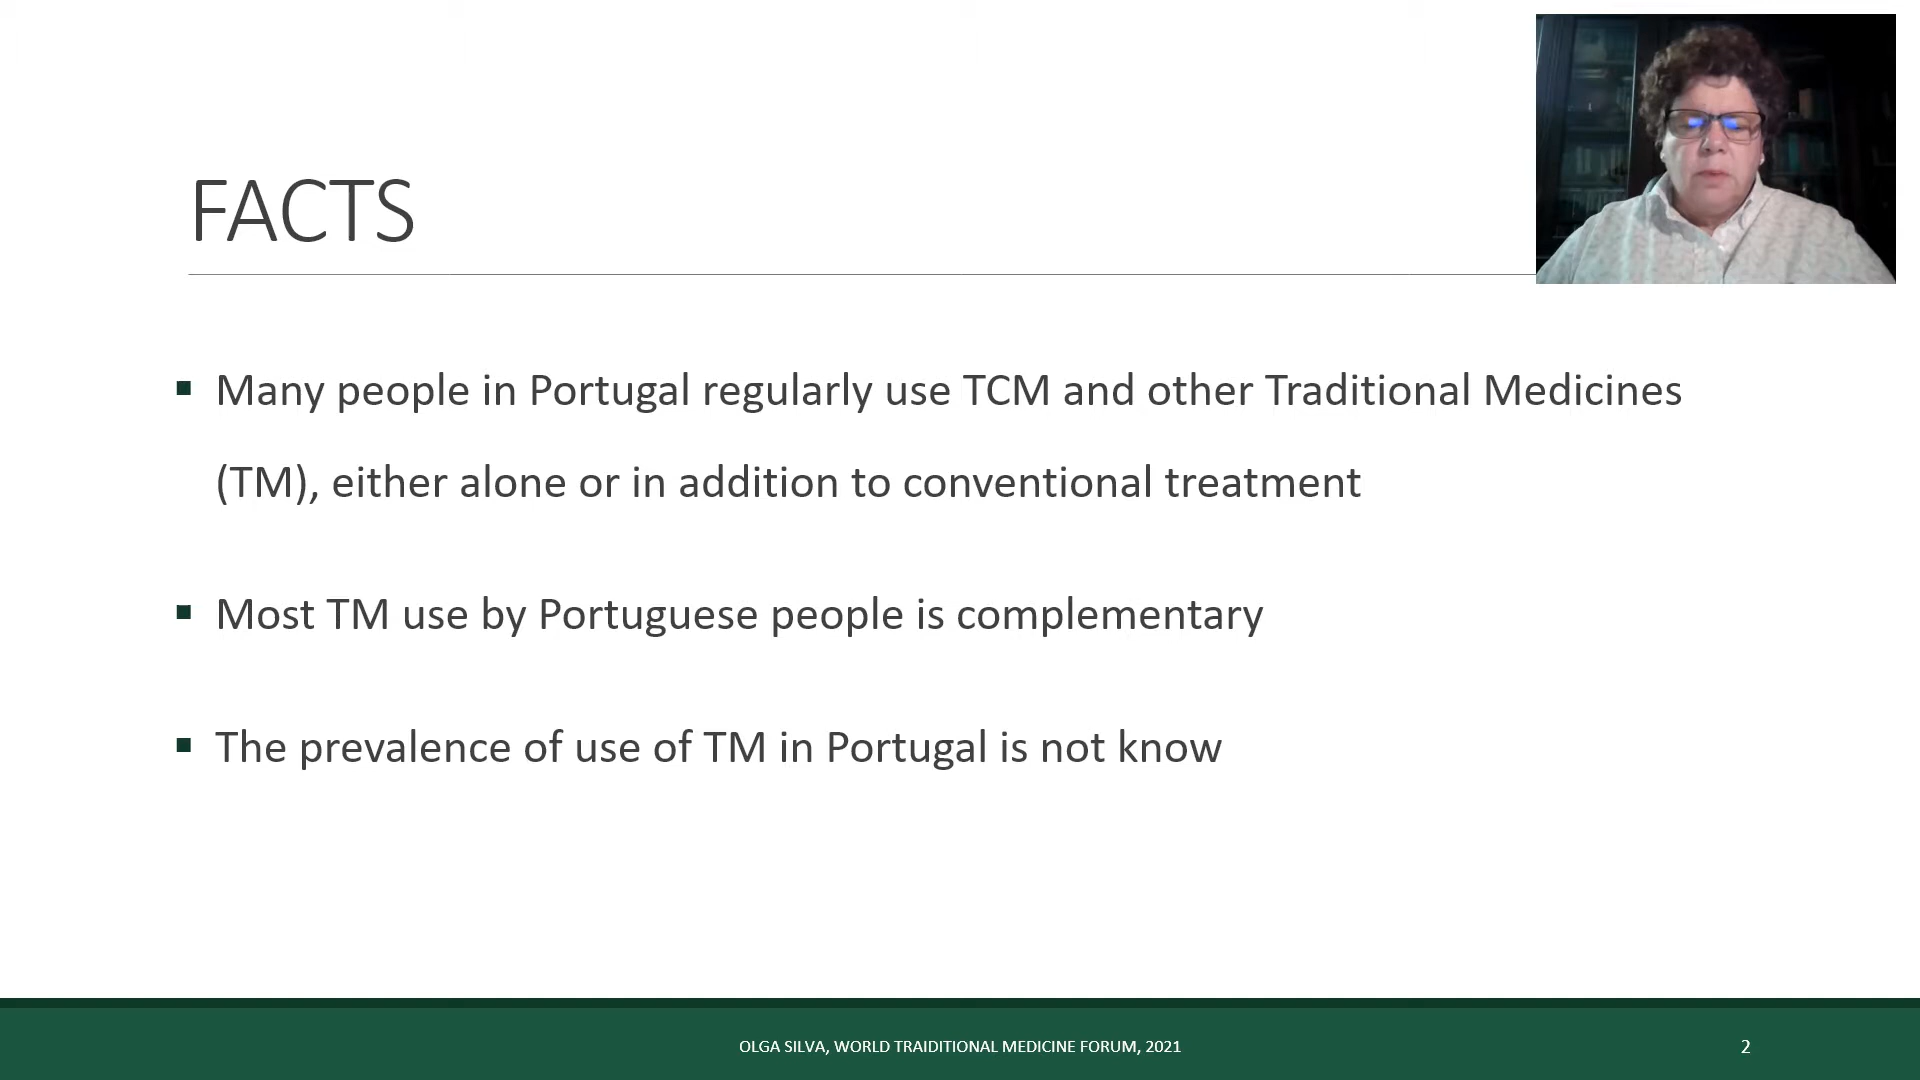 FACTS
Many people in Portugal regularly use TCM and other Traditional Medicines
(TM), either alone or in addition to conventional treatment
Most TM use by Portuguese people is complementary
The prevalence of use of TM in Portugal is not know
OLGA SILVA, WORLD TRAIDITIONAL MEDICINE FORUM, 2021
2